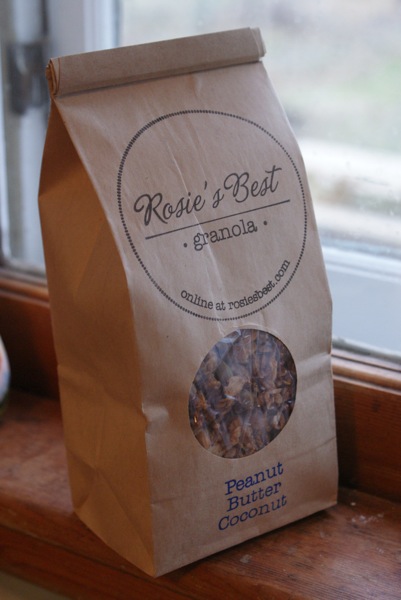 Rosie's Best
· granola ·
online at rosiesbest.com
Peanut
Butter
Coconut